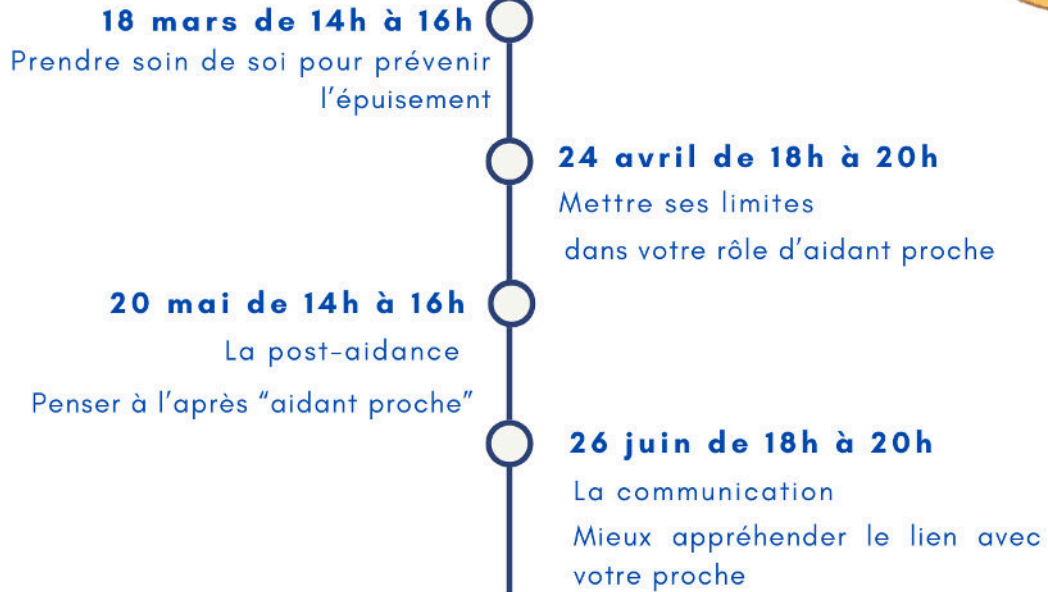 18 mars de 14h à 16h
Prendre soin de soi pour prévenir
l'épuisement
24 avril de 18h à 20h
Mettre ses limites
dans votre rôle d'aidant proche
20 mai de 14h à 16h
La post-aidance
Penser à l'après “aidant proche”
26 juin de 18h à 20h
La communication
Mieux appréhender le lien avec
votre proche